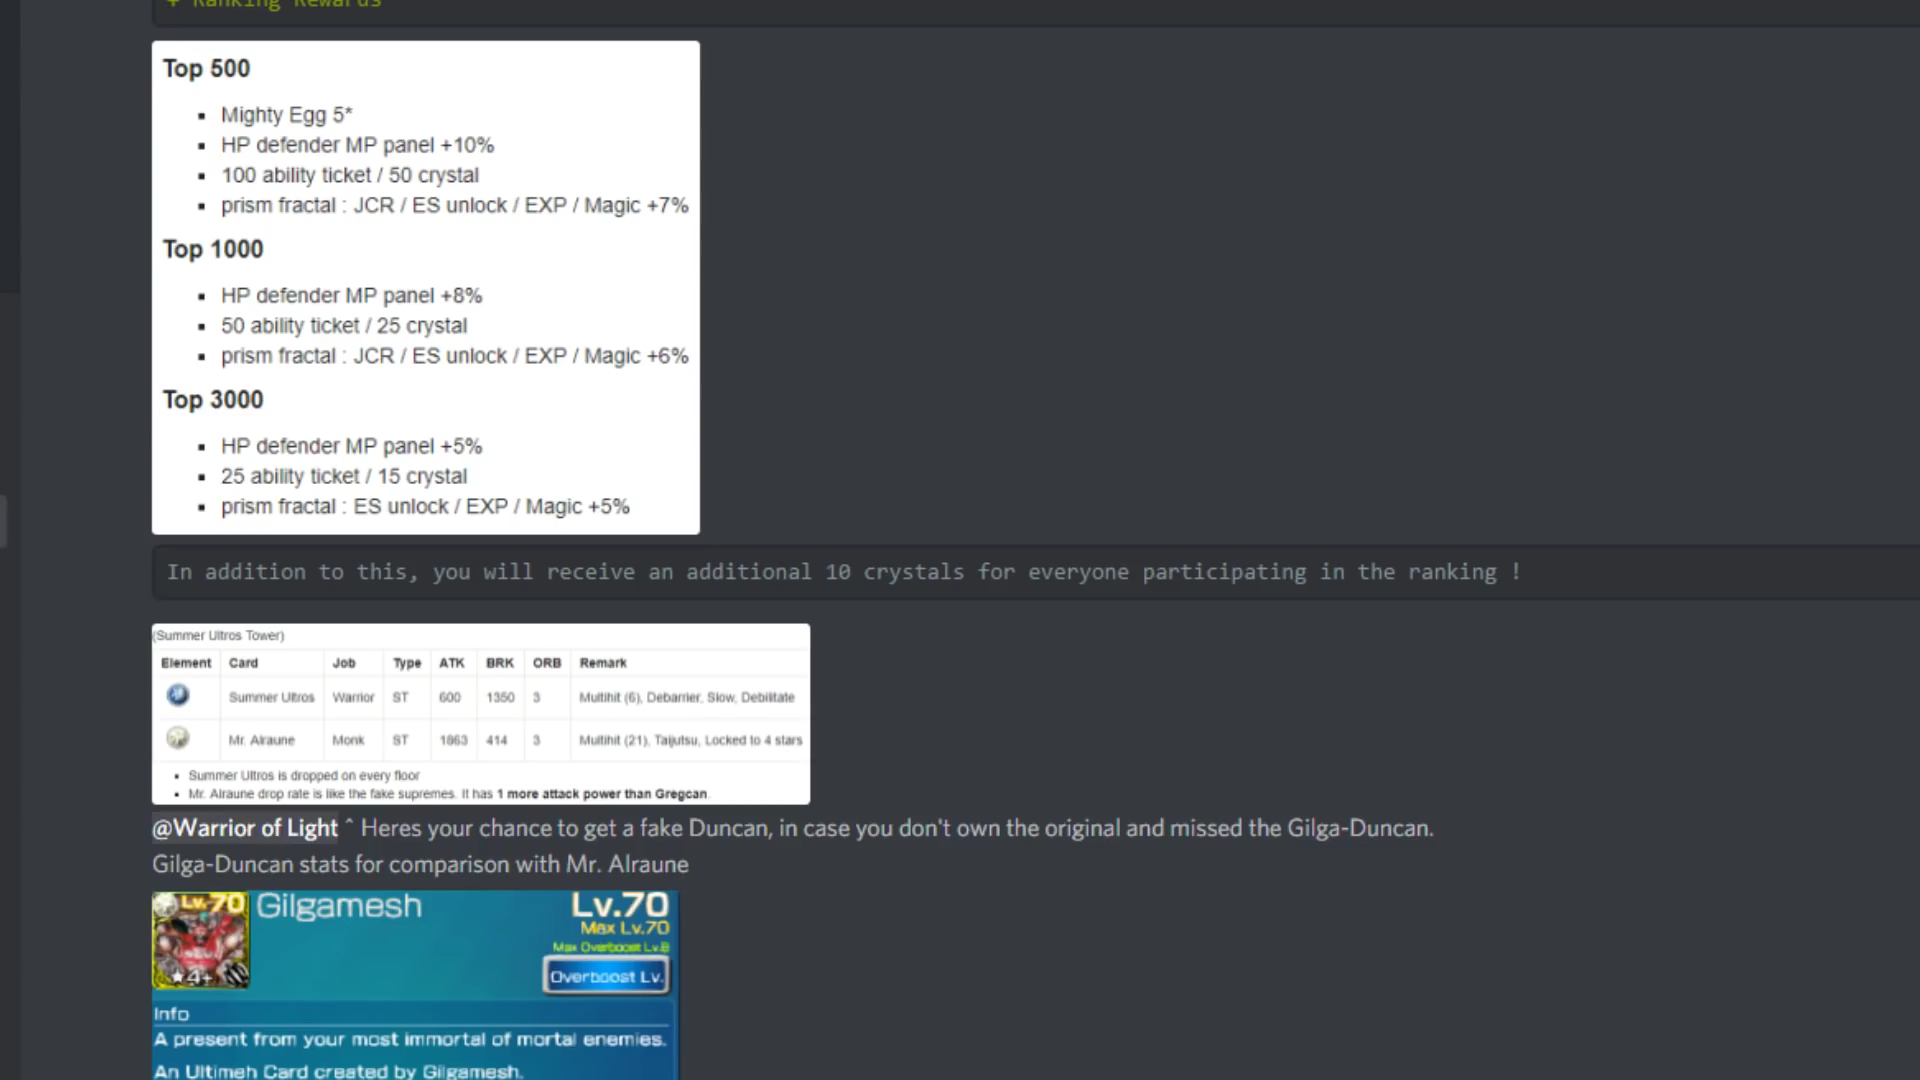 + Ranking Rewards
Top 500
▪ Mighty Egg 5*
▪ HP defender MP panel +10%
▪ 100 ability ticket / 50 crystal
▪ prism fractal : JCR / ES unlock / EXP / Magic +7%
Top 1000
▪ HP defender MP panel +8%
▪ 50 ability ticket / 25 crystal
▪ prism fractal : JCR / ES unlock / EXP / Magic +6%
Top 3000
▪ HP defender MP panel +5%
▪ 25 ability ticket / 15 crystal
▪ prism fractal : ES unlock / EXP / Magic +5%
In addition to this, you will receive an additional 10 crystals for everyone participating in the ranking !
(Summer Ultros Tower)
Element Card Job Type ATK BRK ORB Remark
Summer Ultros Warrior ST 600 1350 3 Multihit (6), Debarrier, Slow, Debilitate
Mr. Alraune Monk ST 1863 414 3 Multihit (21), Taijutsu, Locked to 4 stars
• Summer Ultros is dropped on every floor
• Mr. Alraune drop rate is like the fake supremes. It has 1 more attack power than Gregcan.
@Warrior of Light ^ Heres your chance to get a fake Duncan, in case you don't own the original and missed the Gilga-Duncan.
Gilga-Duncan stats for comparison with Mr. Alraune
Lv.70 Gilgamesh Lv.70
Max Lv.70
Max Overboost Lv.8
★4+ Overboost Lv.
Info
A present from your most immortal of mortal enemies.
An Ultimeh Card created by Gilgamesh.